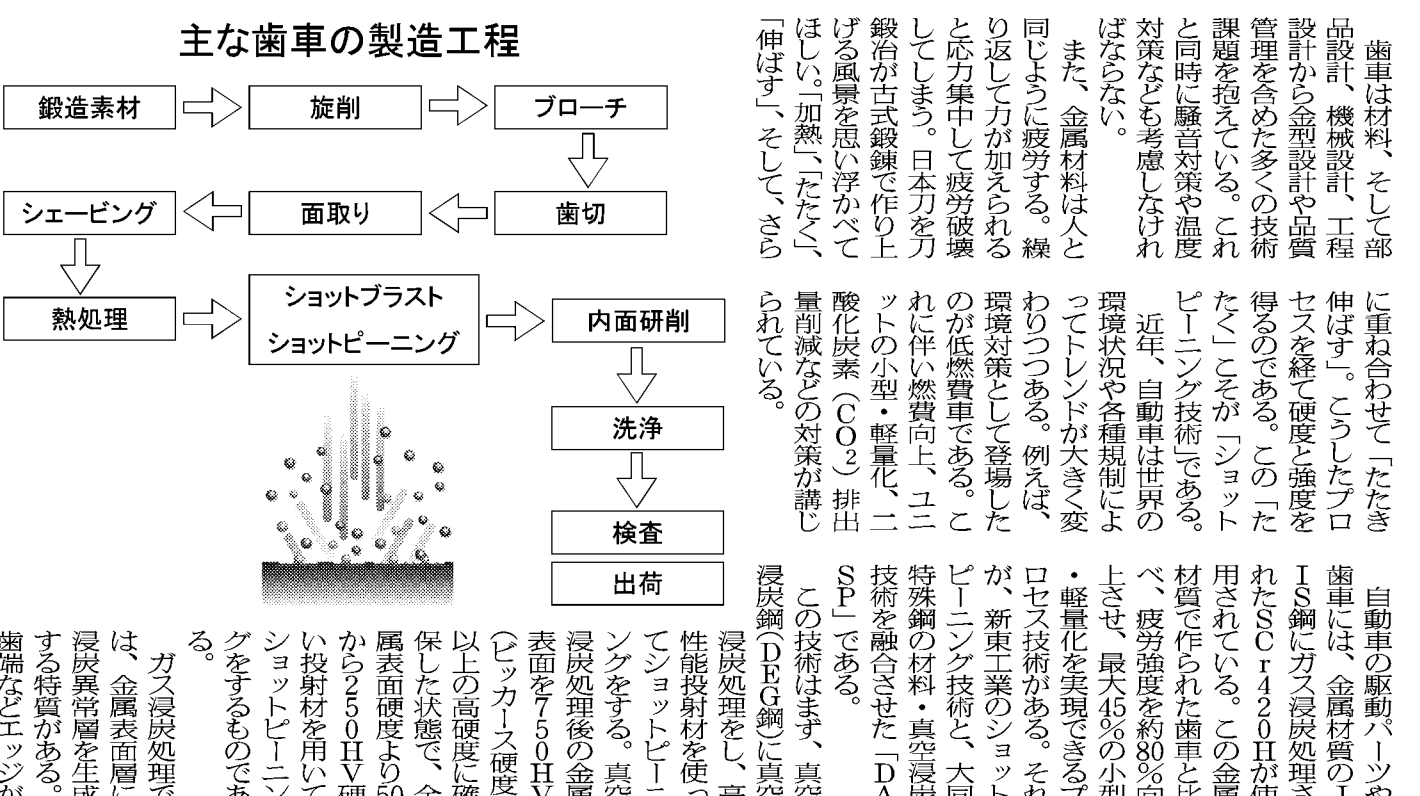 主な歯車の製造工程
鍛造素材
旋削
ブローチ
歯切
面取り
シェービング
熱処理
ショットブラスト
ショットピーニング
内面研削
洗浄
検査
出荷
歯車は材料、そして部
品設計、機械設計、工程
設計から金型設計や品質
管理を含めた多くの技術
課題を抱えている。これ
と同時に騒音対策や温度
対策なども考慮しなけれ
ばならない。
また、金属材料は人と
同じように疲労する。繰
り返して力が加えられる
と応力集中して疲労破壊
してしまう。日本刀を刀
鍛冶が古式鍛錬で作り上
げる風景を思い浮かべて
ほしい。「加熱」、「たたく」、
「伸ばす」、そして、さら
に重ね合わせて「たたき
伸ばす」。こうしたプロ
セスを経て硬度と強度を
得るのである。この「た
たく」こそが「ショット
ピーニング技術」である。
近年、自動車は世界の
環境状況や各種規制によ
ってトレンドが大きく変
わりつつある。例えば、
環境対策として登場した
のが低燃費車である。こ
れに伴い燃費向上、ユニ
ットの小型・軽量化、二
酸化炭素（CO2）排出
量削減などの対策が講じ
られている。
自動車の駆動パーツや
歯車には、金属材質のJ
IS鋼にガス浸炭処理さ
れたSCr420Hが使
用されている。この金属
材質で作られた歯車と比
べ、疲労強度を約80%向
上させ、最大45%の小型
・軽量化を実現できるプ
ロセス技術がある。それ
が、新東工業のショット
ピーニング技術と、大同
特殊鋼の材料・真空浸炭
技術を融合させた「DA
SP」である。
この技術はまず、真空
浸炭鋼(DEG鋼)に真空
浸炭処理をし、高
性能投射材を使っ
てショットピーニ
ングをする。真空
浸炭処理後の金属
表面を750HV
(ビッカース硬度)
以上の高硬度に確
保した状態で、金
属表面硬度より50
から250HV硬
い投射材を用いて
ショットピーニン
グをするものであ
る。
ガス浸炭処理で
は、金属表面層に
浸炭異常層を生成
する特質がある。
歯端などエッジが